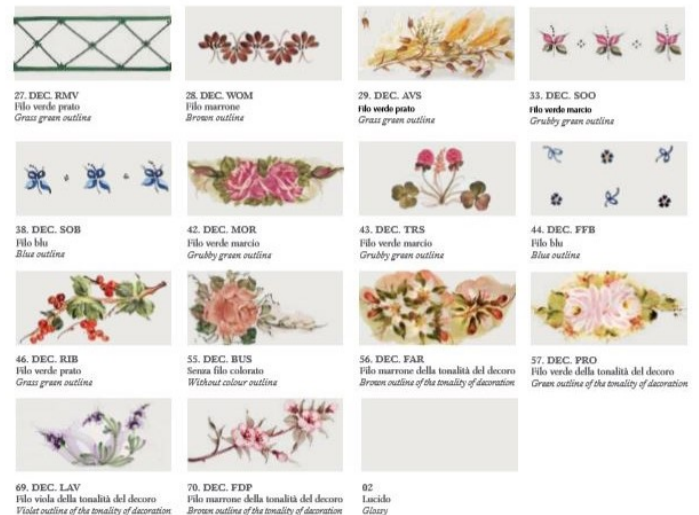 27. DEC. RMV
Filo verde prato
Grass green outline
28. DEC. WOM
Filo marrone
Brown outline
29. DEC. AVS
Filo verde prato
Grass green outline
33. DEC. SOO
Filo verde marcio
Grubby green outline
38. DEC. SOB
Filo blu
Blue outline
42. DEC. MOR
Filo verde marcio
Grubby green outline
43. DEC. TRS
Filo verde marcio
Grubby green outline
44. DEC. FFB
Filo blu
Blue outline
46. DEC. RIB
Filo verde prato
Grass green outline
55. DEC. BUS
Senza filo colorato
Without colour outline
56. DEC. FAR
Filo marrone della tonalità del decoro
Brown outline of the tonality of decoration
57. DEC. PRO
Filo verde della tonalità del decoro
Green outline of the tonality of decoration
69. DEC. LAV
Filo viola della tonalità del decoro
Violet outline of the tonality of decoration
70. DEC. FDP
Filo marrone della tonalità del decoro
Brown outline of the tonality of decoration
02
Lucido
Glossy